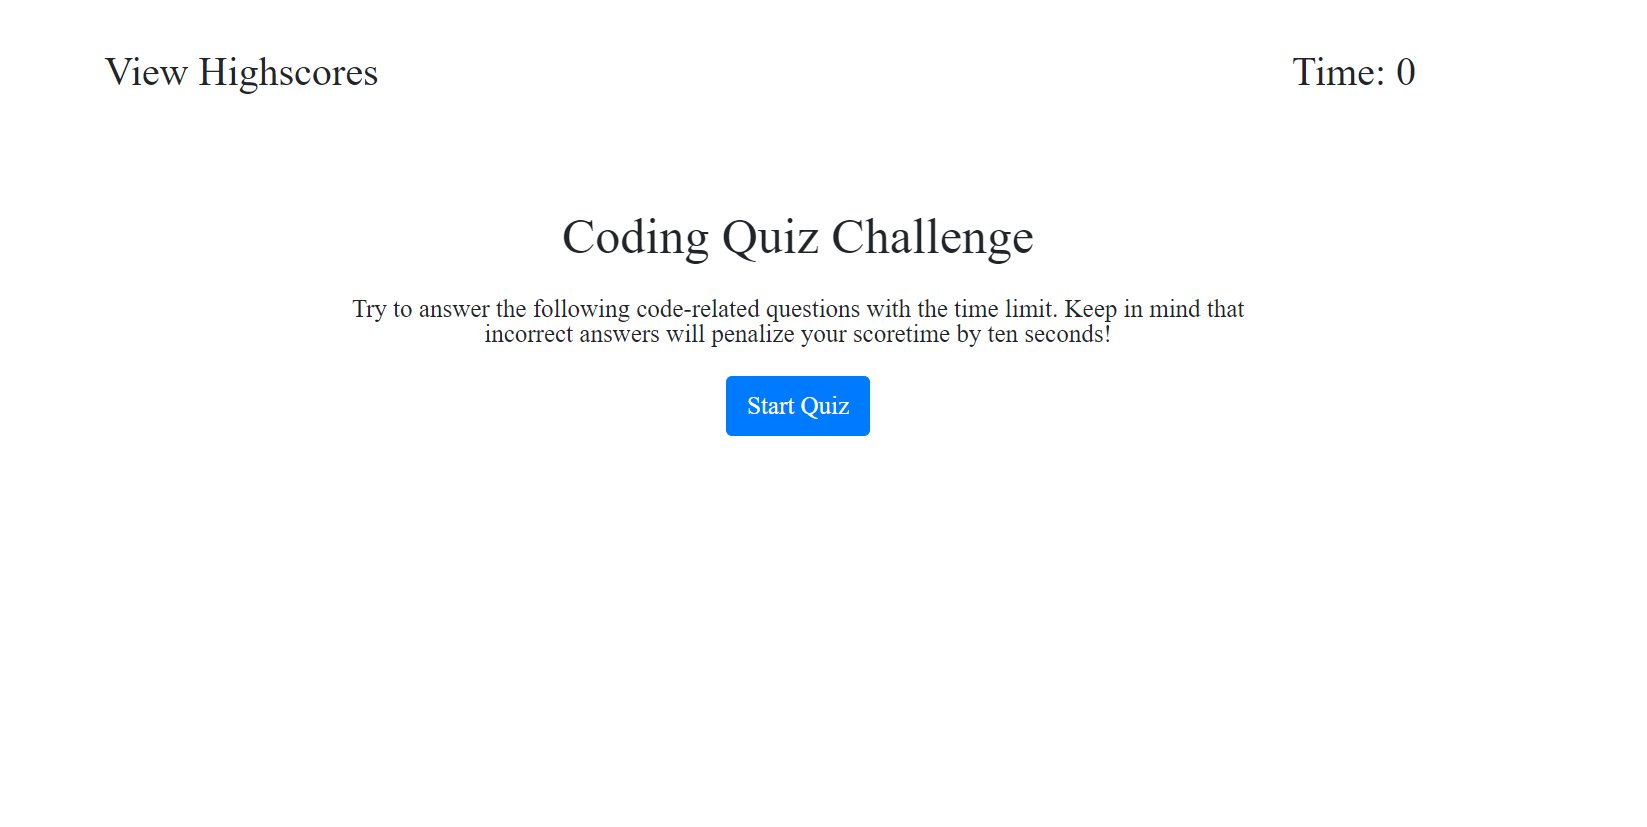 View Highscores
Time: 0
Coding Quiz Challenge
Try to answer the following code-related questions with the time limit. Keep in mind that
incorrect answers will penalize your scoretime by ten seconds!
Start Quiz